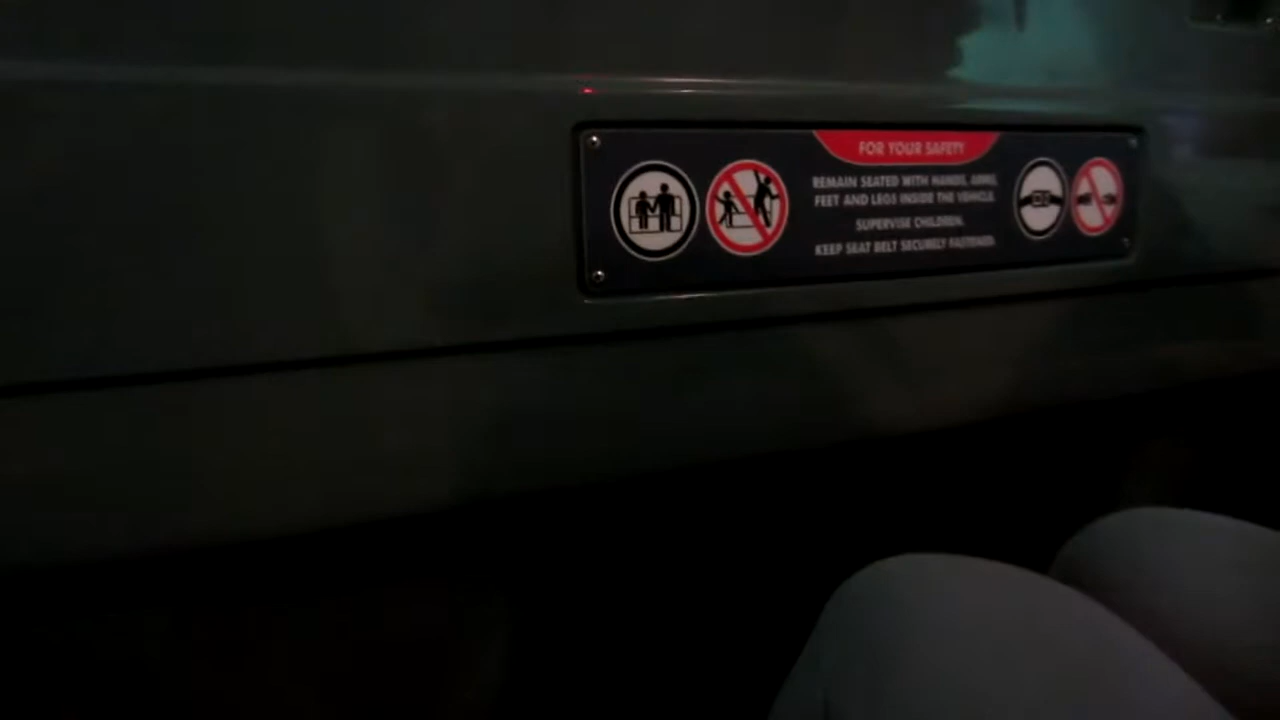 FOR YOUR SAFETY
REMAIN SEATED WITH HANDS, ARMS,
FEET AND LEGS INSIDE THE VEHICLE.
SUPERVISE CHILDREN.
KEEP SEAT BELT SECURELY FASTENED.